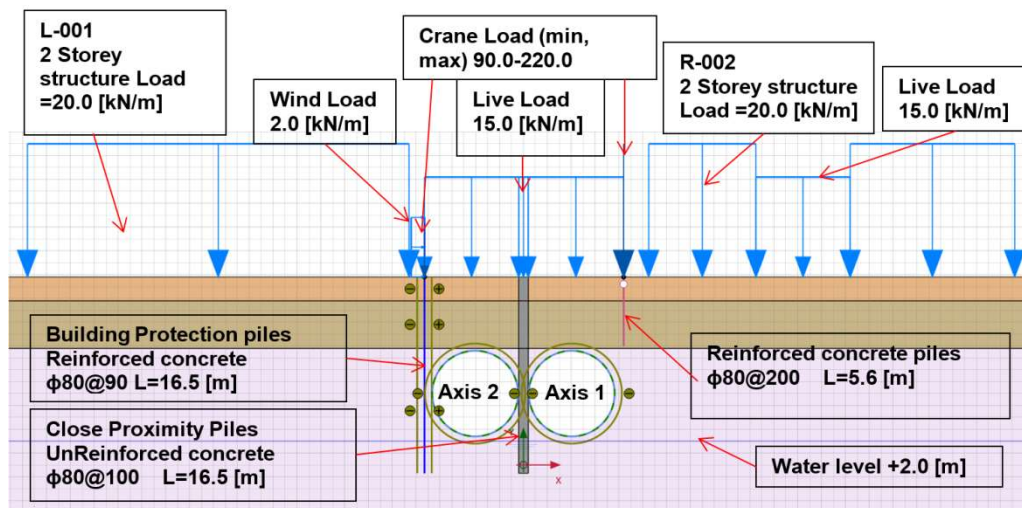 L-001
2 Storey
structure Load
=20.0 [kN/m]
Wind Load
2.0 [kN/m]
Crane Load (min,
max) 90.0-220.0
Live Load
15.0 [kN/m]
R-002
2 Storey structure
Load =20.0 [kN/m]
Live Load
15.0 [kN/m]
Building Protection piles
Reinforced concrete
ϕ80@90 L=16.5 [m]
Axis 2
Axis 1
Reinforced concrete piles
ϕ80@200 L=5.6 [m]
Close Proximity Piles
UnReinforced concrete
ϕ80@100 L=16.5 [m]
Water level +2.0 [m]
x